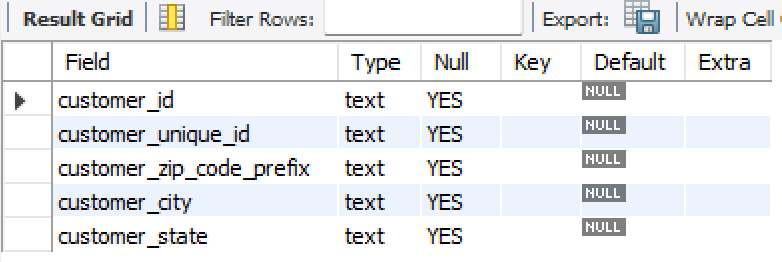 Result Grid Filter Rows: Export: Wrap Cell
Field Type Null Key Default Extra
customer_id text YES NULL
customer_unique_id text YES NULL
customer_zip_code_prefix text YES NULL
customer_city text YES NULL
customer_state text YES NULL